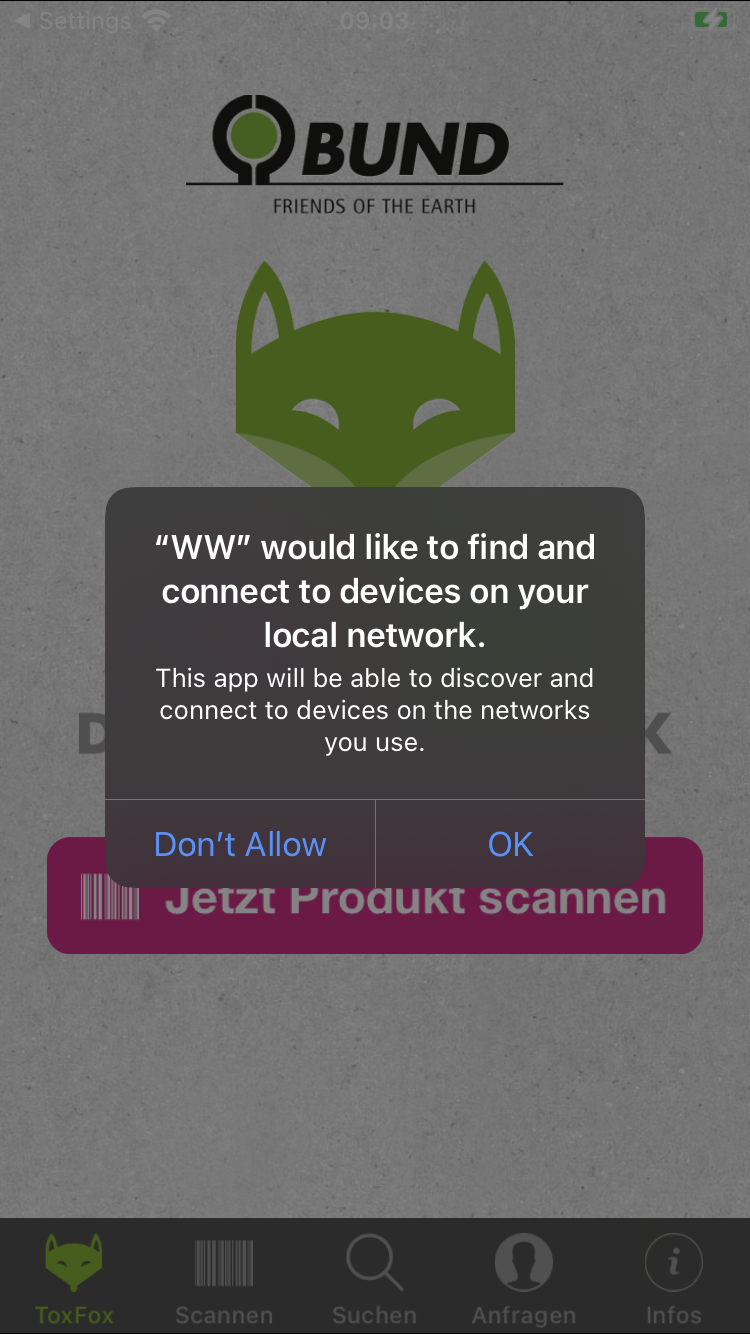 Settings 09:03
BUND
FRIENDS OF THE EARTH
“WW” would like to find and
connect to devices on your
local network.
This app will be able to discover and
connect to devices on the networks
you use.
Don’t Allow OK
Jetzt Produkt scannen
ToxFox Scannen Suchen Anfragen Infos